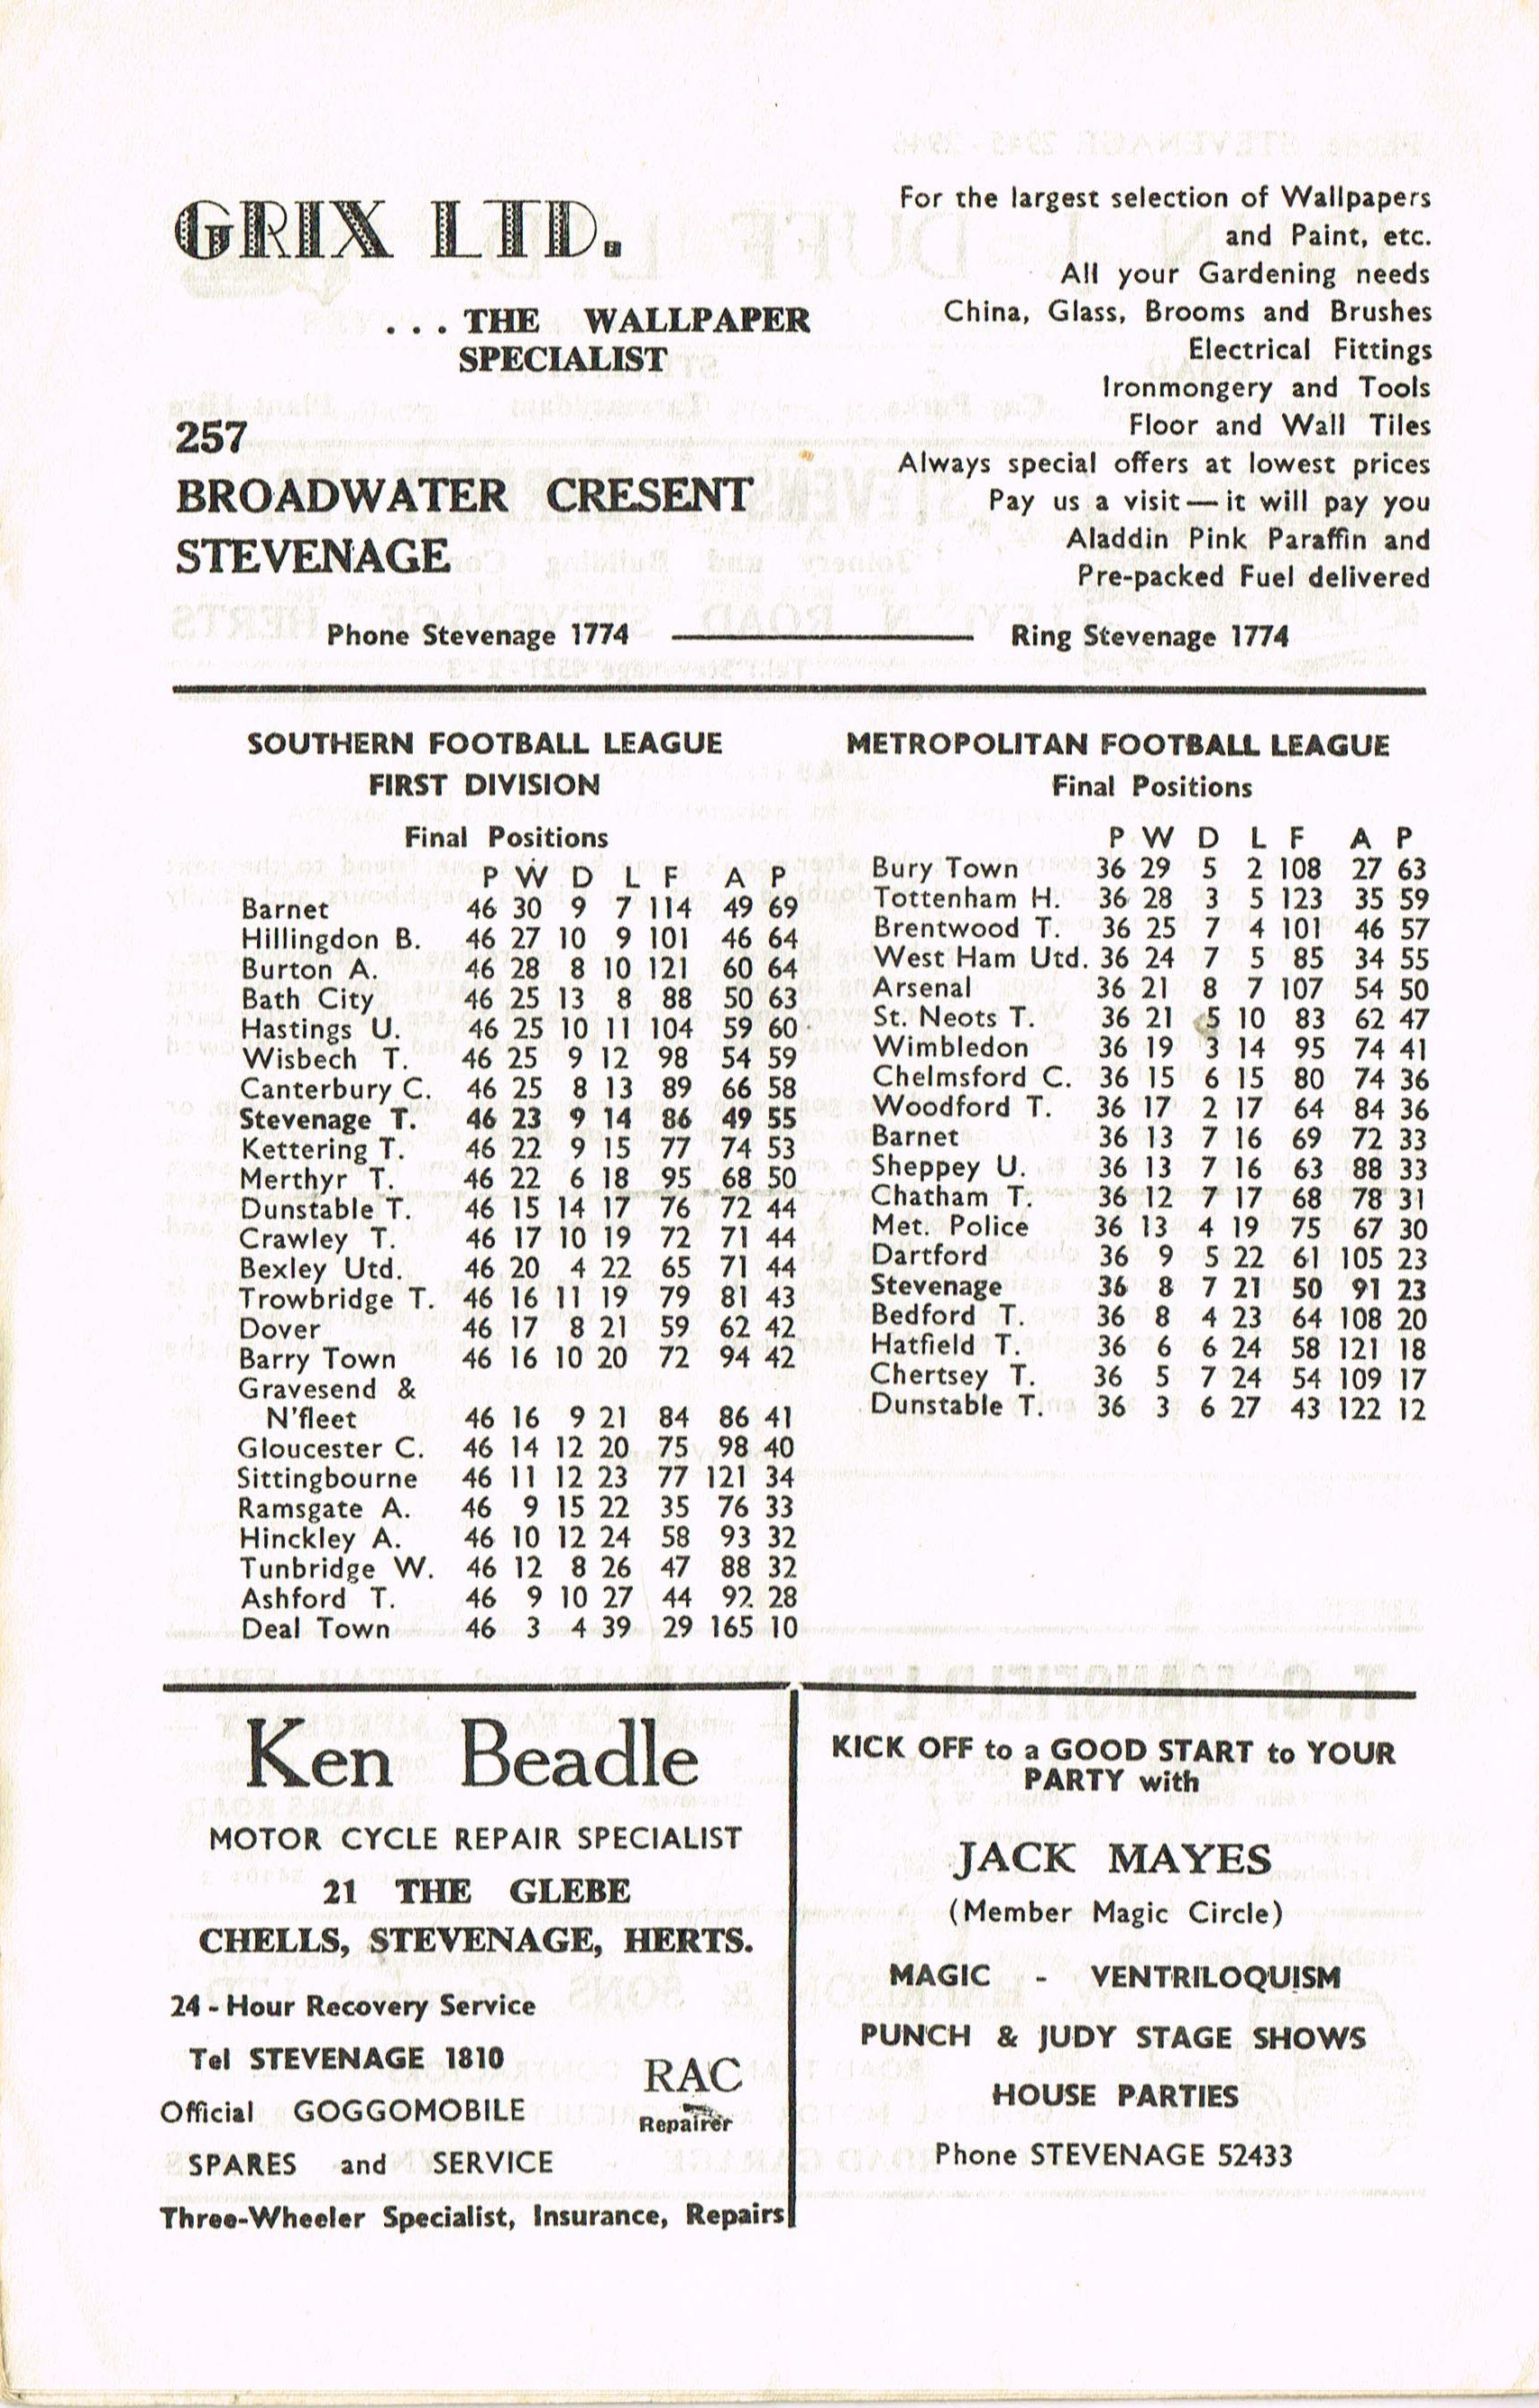 GRIX LTD.
. . . THE WALLPAPER
SPECIALIST
257
BROADWATER CRESENT
STEVENAGE
For the largest selection of Wallpapers
and Paint, etc.
All your Gardening needs
China, Glass, Brooms and Brushes
Electrical Fittings
Ironmongery and Tools
Floor and Wall Tiles
Always special offers at lowest prices
Pay us a visit — it will pay you
Aladdin Pink Paraffin and
Pre-packed Fuel delivered
Phone Stevenage 1774 ——— Ring Stevenage 1774
SOUTHERN FOOTBALL LEAGUE
FIRST DIVISION
Final Positions
P W D L F A P
Barnet 46 30 9 7 114 49 69
Hillingdon B. 46 27 10 9 101 46 64
Burton A. 46 28 8 10 121 60 64
Bath City 46 25 13 8 88 50 63
Hastings U. 46 25 10 11 104 59 60
Wisbech T. 46 25 9 12 98 54 59
Canterbury C. 46 25 8 13 89 66 58
Stevenage T. 46 23 9 14 86 49 55
Kettering T. 46 22 9 15 77 74 53
Merthyr T. 46 22 6 18 95 68 50
Dunstable T. 46 15 14 17 76 72 44
Crawley T. 46 17 10 19 72 71 44
Bexley Utd. 46 20 4 22 65 71 44
Trowbridge T. 46 16 11 19 79 81 43
Dover 46 17 8 21 59 62 42
Barry Town 46 16 10 20 72 94 42
Gravesend &
N'fleet 46 16 9 21 84 86 41
Gloucester C. 46 14 12 20 75 98 40
Sittingbourne 46 11 12 23 77 121 34
Ramsgate A. 46 9 15 22 35 76 33
Hinckley A. 46 10 12 24 58 93 32
Tunbridge W. 46 12 8 26 47 88 32
Ashford T. 46 9 10 27 44 92 28
Deal Town 46 3 4 39 29 165 10
METROPOLITAN FOOTBALL LEAGUE
Final Positions
P W D L F A P
Bury Town 36 29 5 2 108 27 63
Tottenham H. 36 28 3 5 123 35 59
Brentwood T. 36 25 7 4 101 46 57
West Ham Utd. 36 24 7 5 85 34 55
Arsenal 36 21 8 7 107 54 50
St. Neots T. 36 21 5 10 83 62 47
Wimbledon 36 19 3 14 95 74 41
Chelmsford C. 36 15 6 15 80 74 36
Woodford T. 36 17 2 17 64 84 36
Barnet 36 13 7 16 69 72 33
Sheppey U. 36 13 7 16 63 88 33
Chatham T. 36 12 7 17 68 78 31
Met. Police 36 13 4 19 75 67 30
Dartford 36 9 5 22 61 105 23
Stevenage 36 8 7 21 50 91 23
Bedford T. 36 8 4 23 64 108 20
Hatfield T. 36 6 6 24 58 121 18
Chertsey T. 36 5 7 24 54 109 17
Dunstable T. 36 3 6 27 43 122 12
Ken Beadle
MOTOR CYCLE REPAIR SPECIALIST
21 THE GLEBE
CHELLS, STEVENAGE, HERTS.
24 - Hour Recovery Service
Tel STEVENAGE 1810
Official GOGGOMOBILE
SPARES and SERVICE
RAC
Repairer
Three-Wheeler Specialist, Insurance, Repairs
KICK OFF to a GOOD START to YOUR
PARTY with
JACK MAYES
(Member Magic Circle)
MAGIC - VENTRILOQUISM
PUNCH & JUDY STAGE SHOWS
HOUSE PARTIES
Phone STEVENAGE 52433